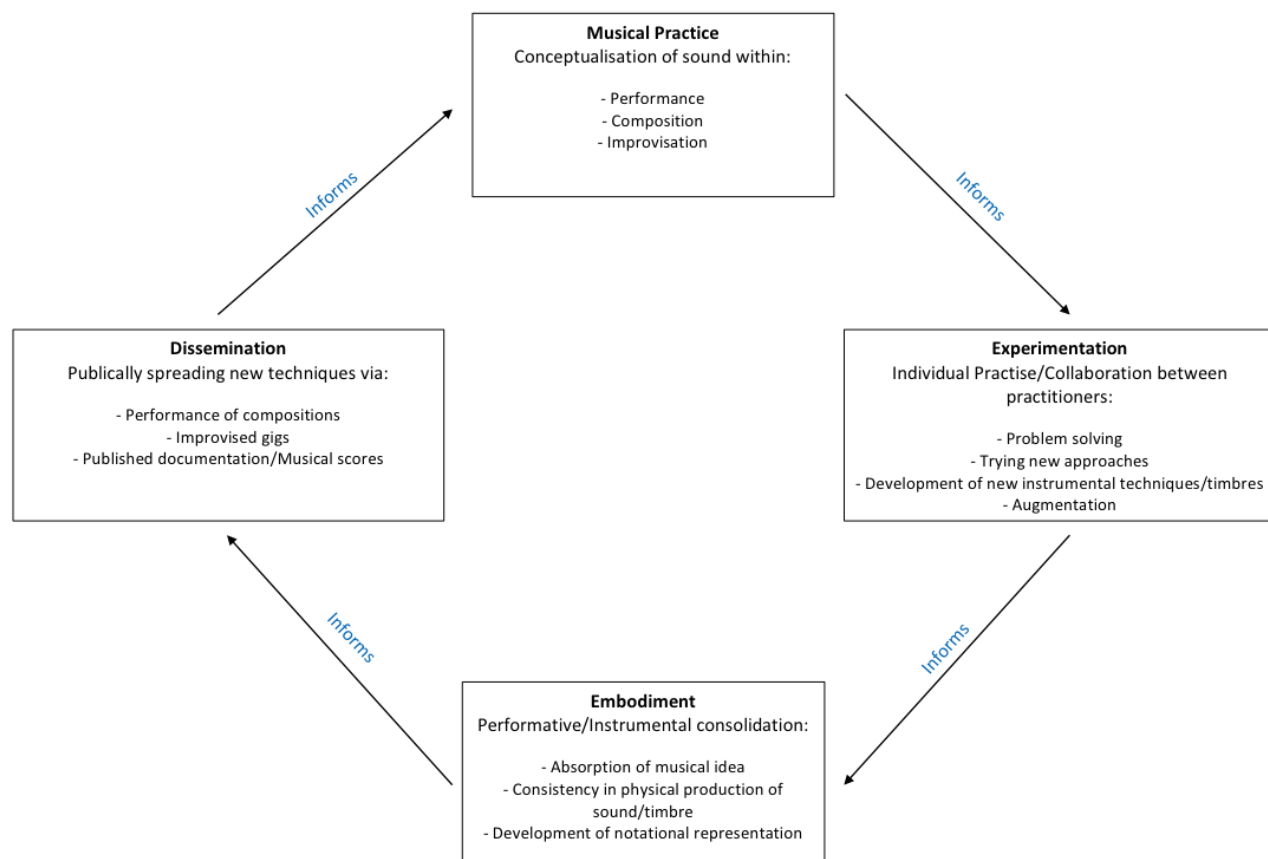 Musical Practice
Conceptualisation of sound within:
- Performance
- Composition
- Improvisation
Informs
Informs
Dissemination
Publically spreading new techniques via:
- Performance of compositions
- Improvised gigs
- Published documentation/Musical scores
Experimentation
Individual Practise/Collaboration between
practitioners:
- Problem solving
- Trying new approaches
- Development of new instrumental techniques/timbres
- Augmentation
Informs
Informs
Embodiment
Performative/Instrumental consolidation:
- Absorption of musical idea
- Consistency in physical production of
sound/timbre
- Development of notational representation